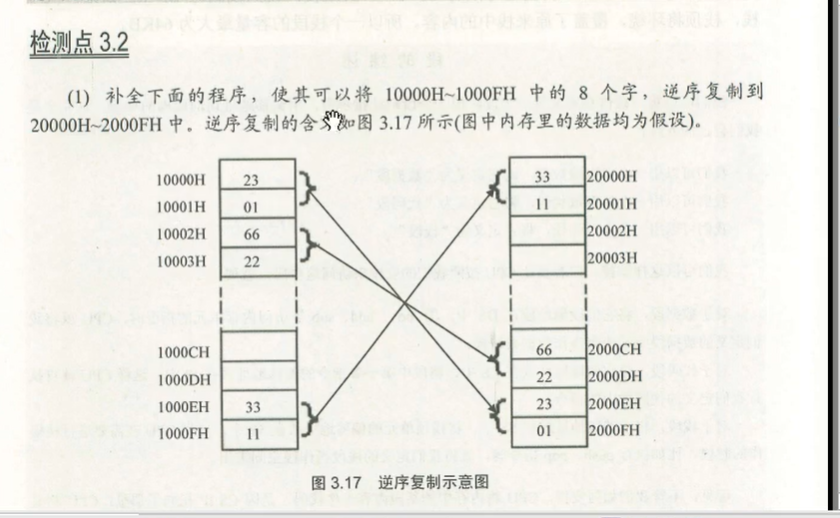 检测点 3.2
(1) 补全下面的程序,使其可以将 10000H~1000FH 中的 8 个字,逆序复制到
20000H~2000FH 中。逆序复制的含 如图 3.17 所示(图中内存里的数据均为假设)。
10000H 23 33 20000H
10001H 01 11 20001H
10002H 66 20002H
10003H 22 20003H
1000CH 66 2000CH
1000DH 22 2000DH
1000EH 33 23 2000EH
1000FH 11 01 2000FH
图 3.17 逆序复制示意图